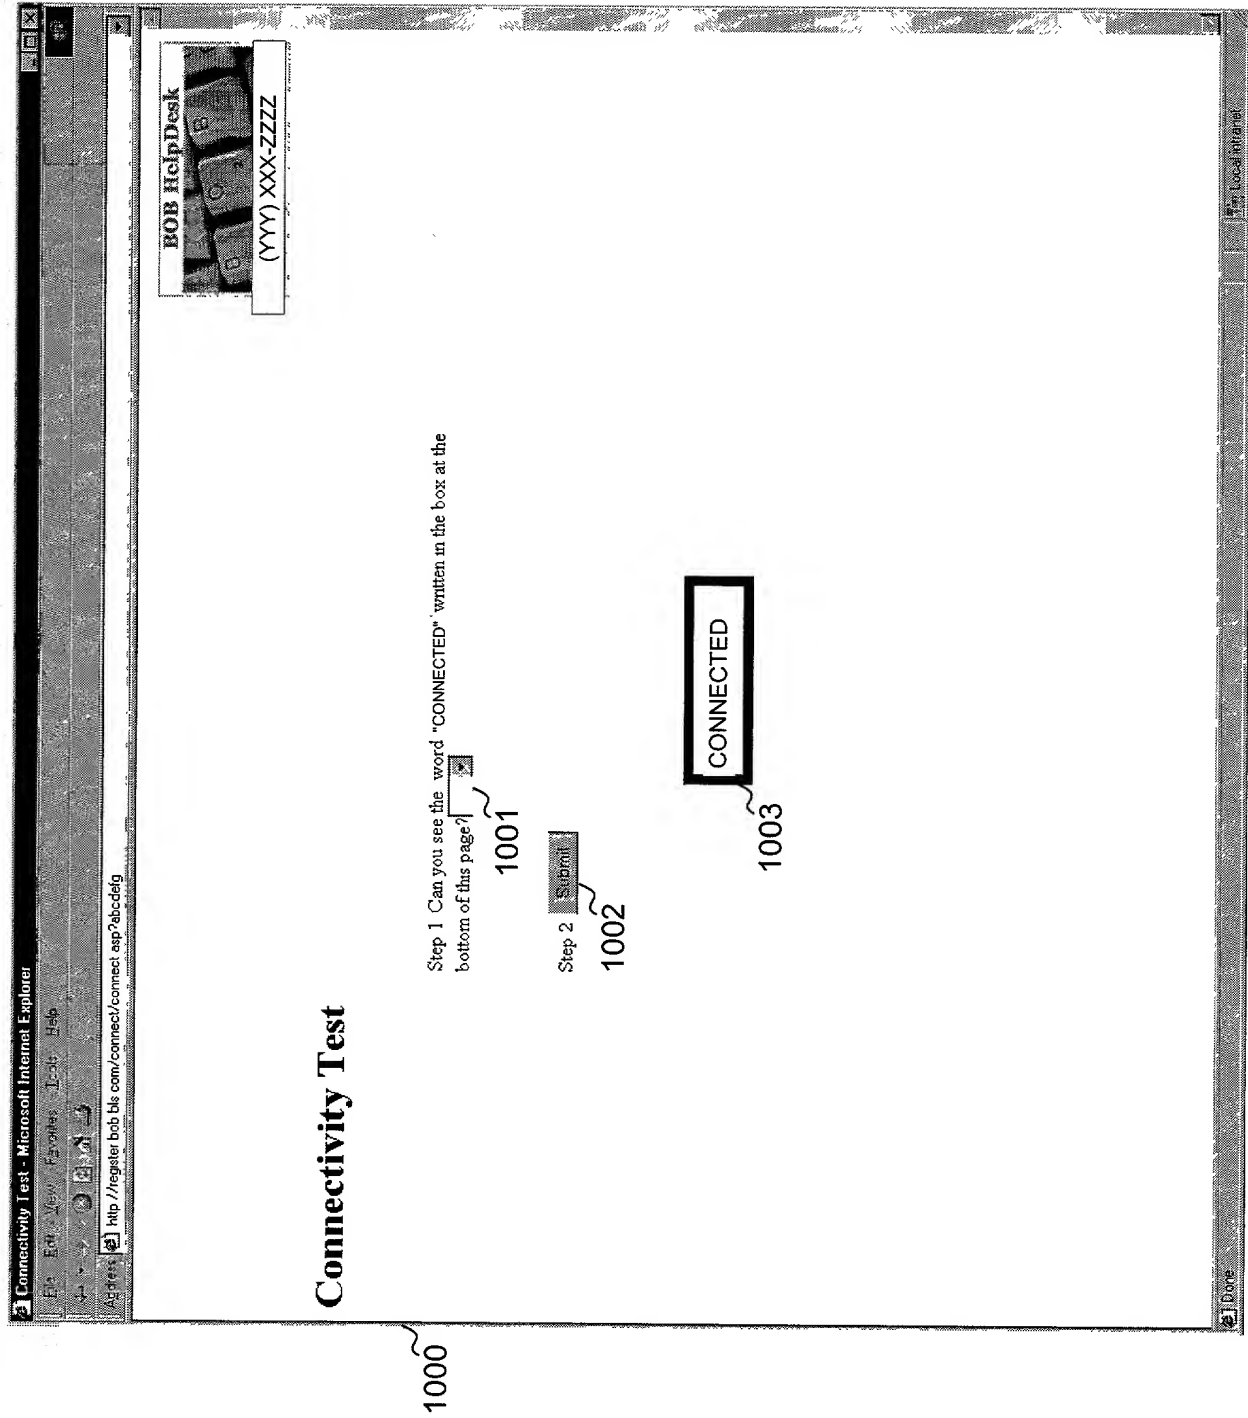 Connectivity Test - Microsoft Internet Explorer
File Edit View Favorites Tools Help
Address http //register bob bls com/connect/connect asp?abcdefg
BOB HelpDesk
(YYY) XXX-ZZZZ
Connectivity Test
Step 1 Can you see the word "CONNECTED" written in the box at the
bottom of this page?
1001
Step 2 Submit
1002
CONNECTED
1003
1000
Done
Local intranet